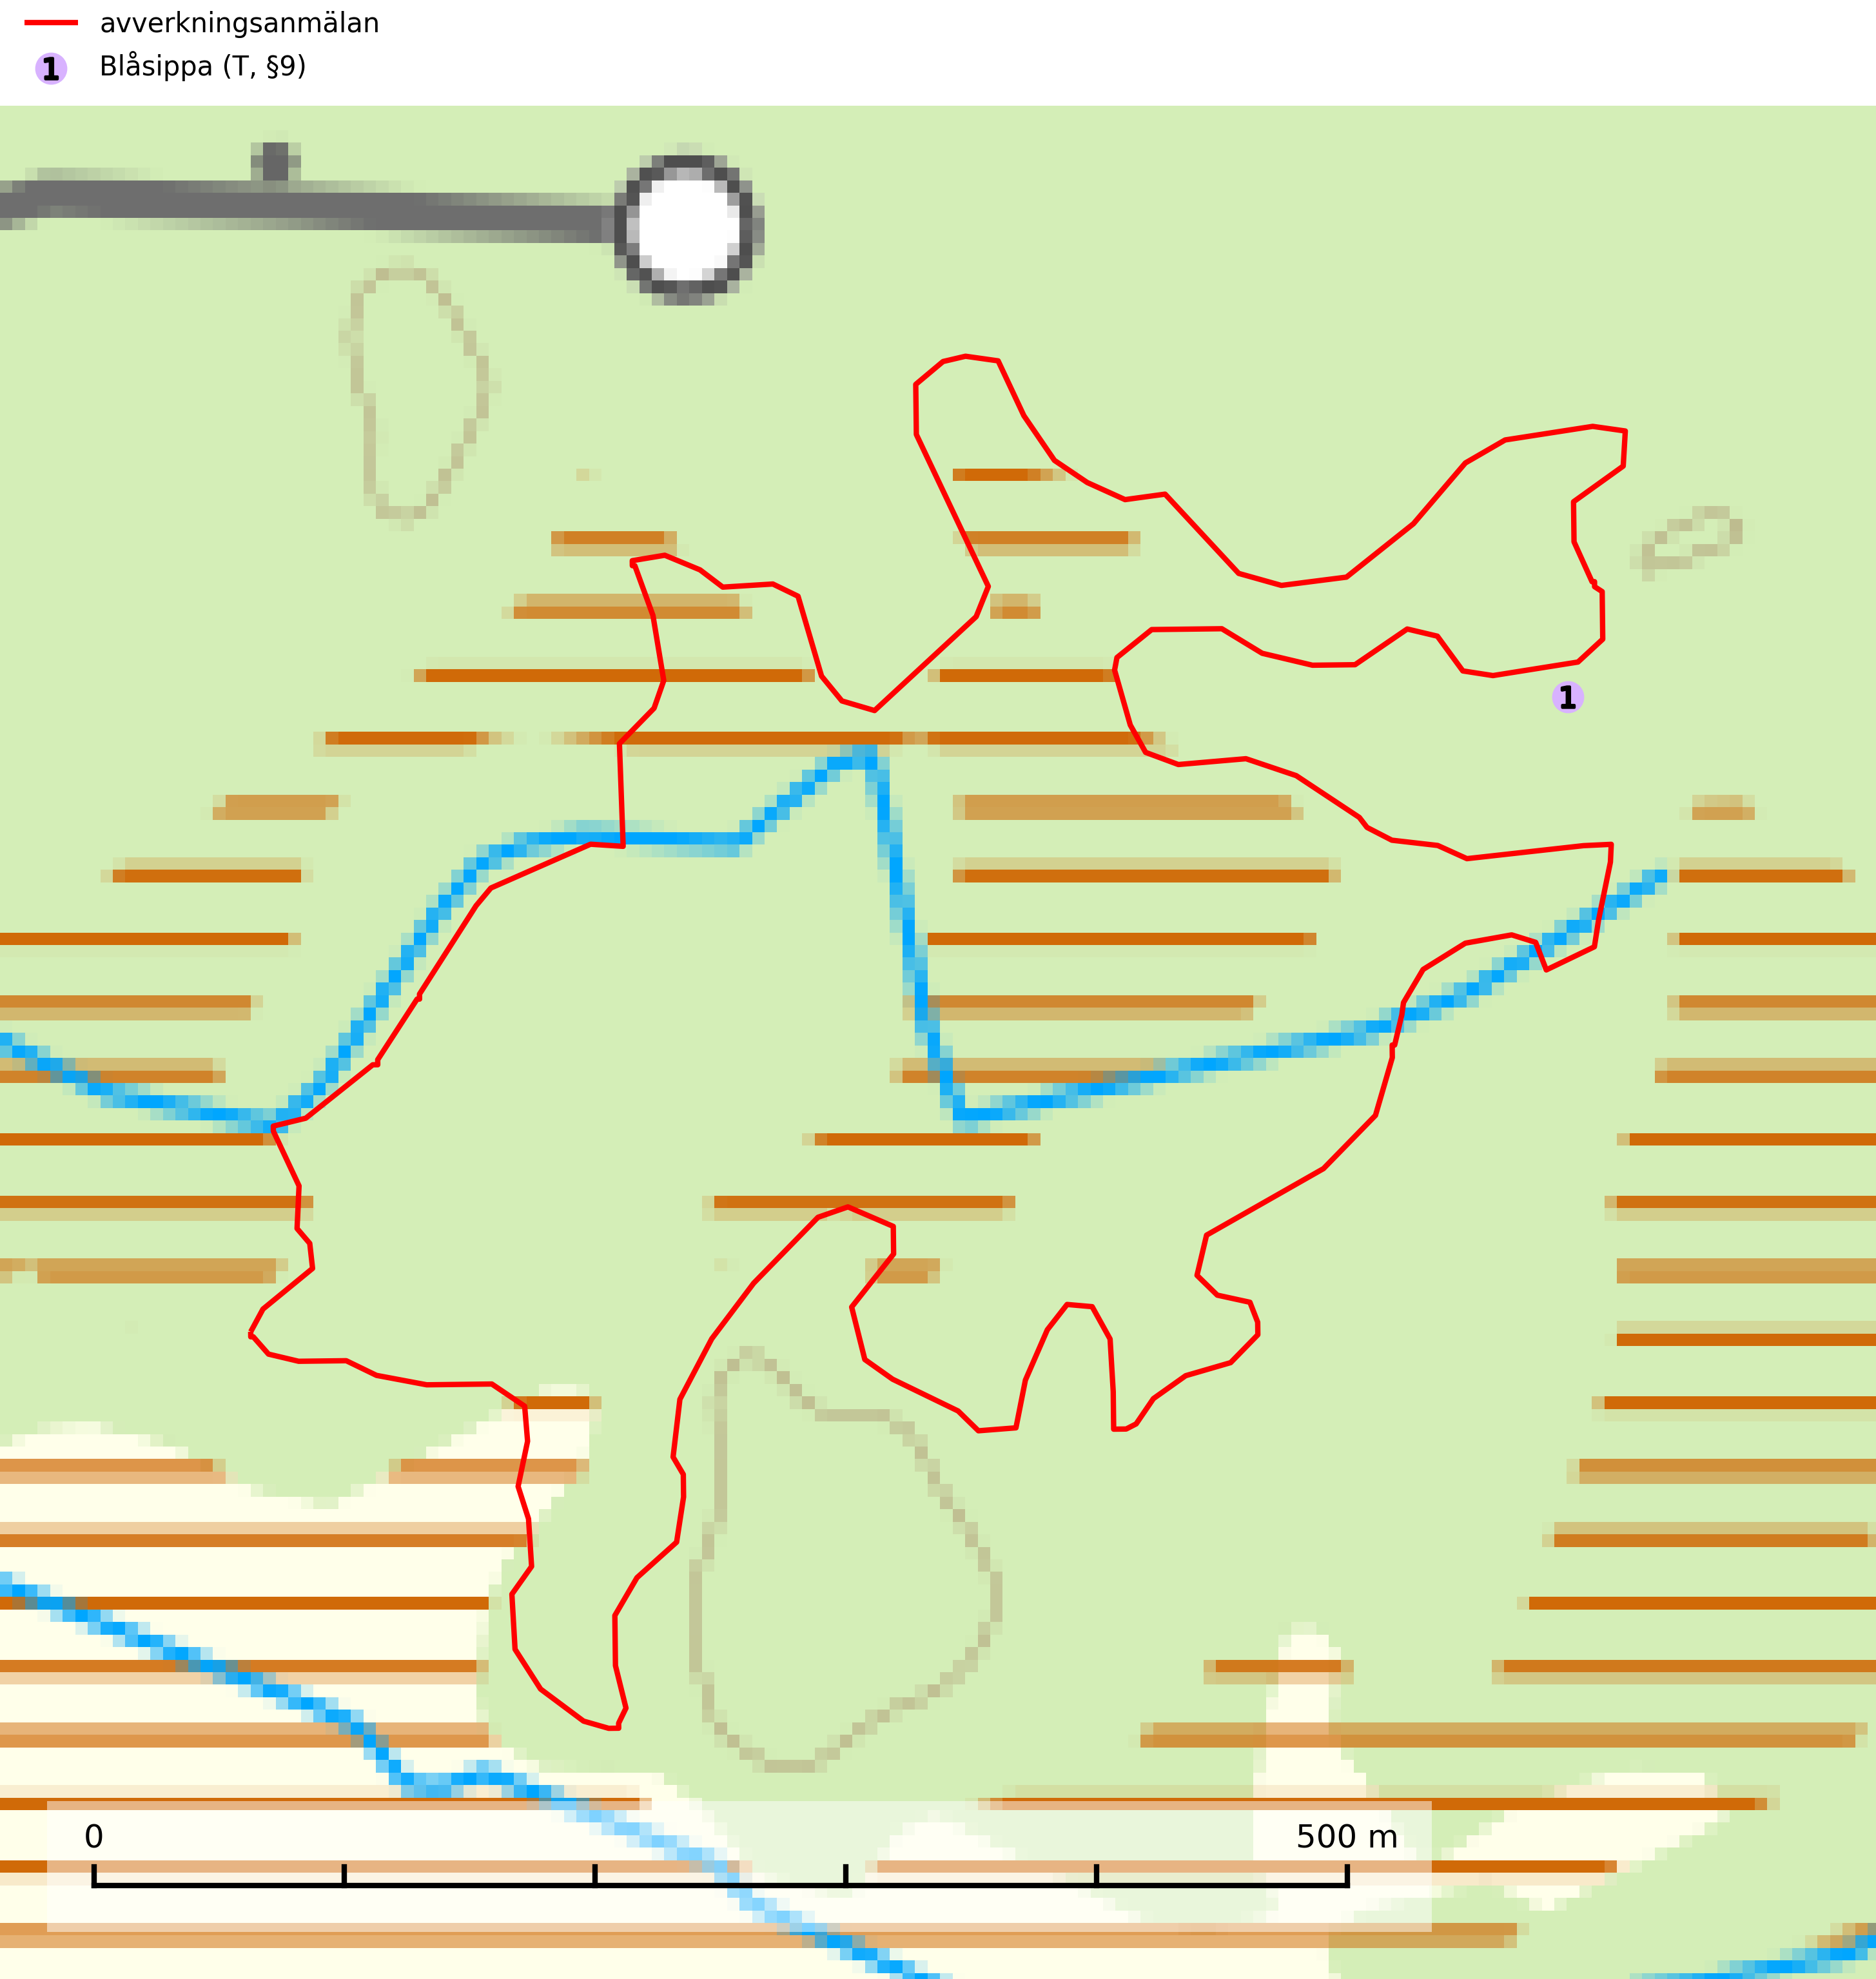 avverkningsanmälan
1 Blåsippa (T, §9)
1
0 500 m